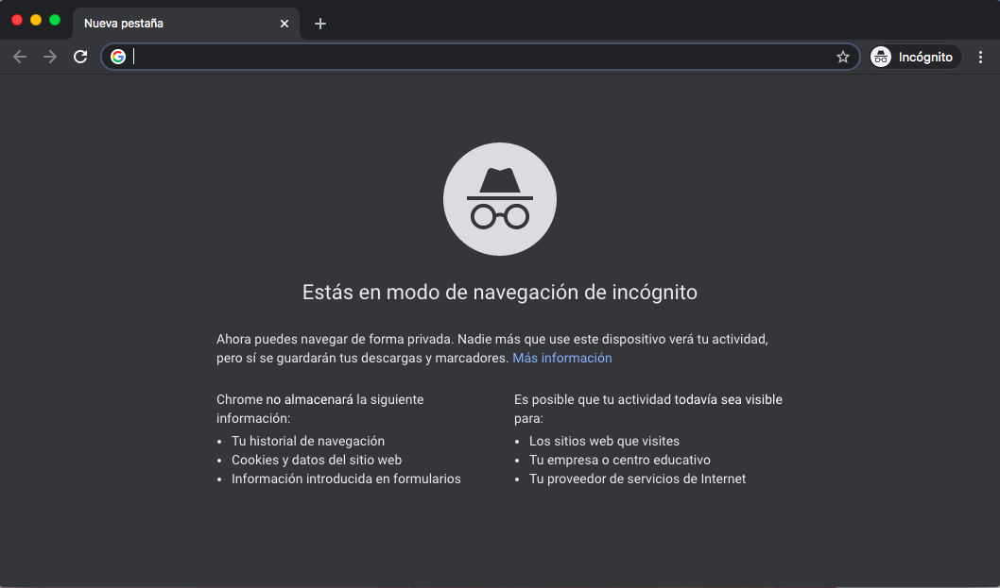 Nueva pestaña
Incógnito
Estás en modo de navegación de incógnito
Ahora puedes navegar de forma privada. Nadie más que use este dispositivo verá tu actividad,
pero sí se guardarán tus descargas y marcadores. Más información
Chrome no almacenará la siguiente
información:
• Tu historial de navegación
• Cookies y datos del sitio web
• Información introducida en formularios
Es posible que tu actividad todavía sea visible
para:
• Los sitios web que visites
• Tu empresa o centro educativo
• Tu proveedor de servicios de Internet